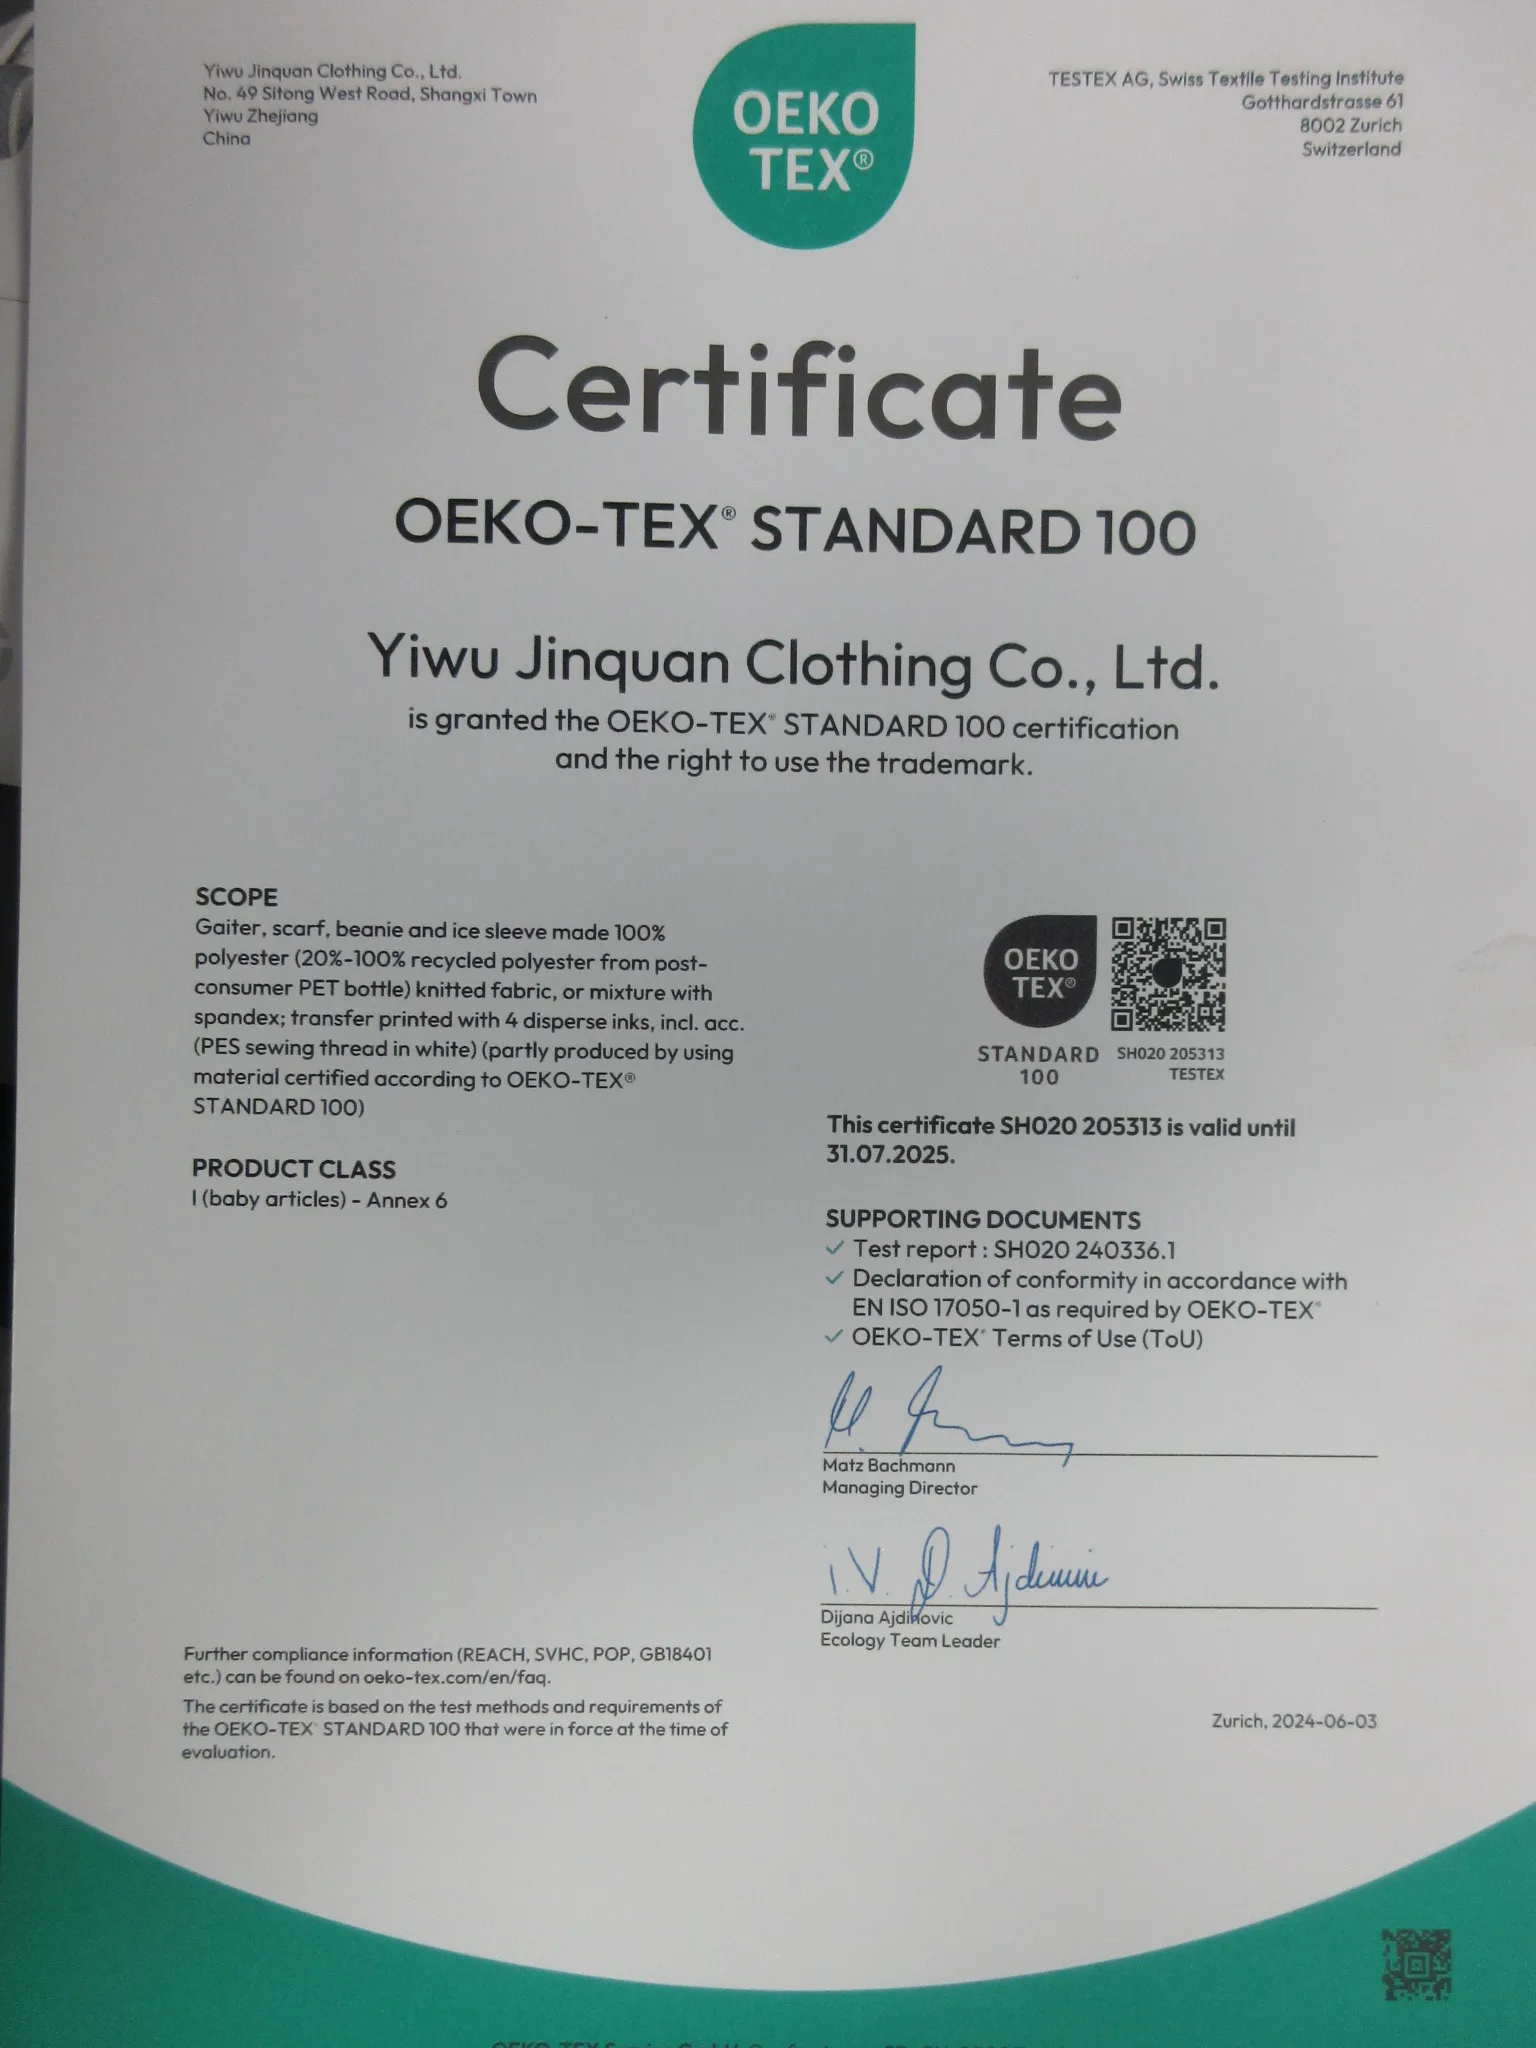 Yiwu Jinquan Clothing Co., Ltd.
No. 49 Sitong West Road, Shangxi Town
Yiwu Zhejiang
China
OEKO
TEX®
TESTEX AG, Swiss Textile Testing Institute
Gotthardstrasse 61
8002 Zurich
Switzerland
Certificate
OEKO-TEX® STANDARD 100
Yiwu Jinquan Clothing Co., Ltd.
is granted the OEKO-TEX® STANDARD 100 certification
and the right to use the trademark.
SCOPE
Gaiter, scarf, beanie and ice sleeve made 100%
polyester (20%-100% recycled polyester from post-
consumer PET bottle) knitted fabric, or mixture with
spandex; transfer printed with 4 disperse inks, incl. acc.
(PES sewing thread in white) (partly produced by using
material certified according to OEKO-TEX®
STANDARD 100)
PRODUCT CLASS
I (baby articles) - Annex 6
OEKO
TEX®
STANDARD
100
SH020 205313
TESTEX
This certificate SH020 205313 is valid until
31.07.2025.
SUPPORTING DOCUMENTS
✓ Test report : SH020 240336.1
✓ Declaration of conformity in accordance with
EN ISO 17050-1 as required by OEKO-TEX®
✓ OEKO-TEX® Terms of Use (ToU)
Matz Bachmann
Managing Director
i.V. D. Ajdinovic
Dijana Ajdinovic
Ecology Team Leader
Further compliance information (REACH, SVHC, POP, GB18401
etc.) can be found on oeko-tex.com/en/faq.
The certificate is based on the test methods and requirements of
the OEKO-TEX® STANDARD 100 that were in force at the time of
evaluation.
Zurich, 2024-06-03